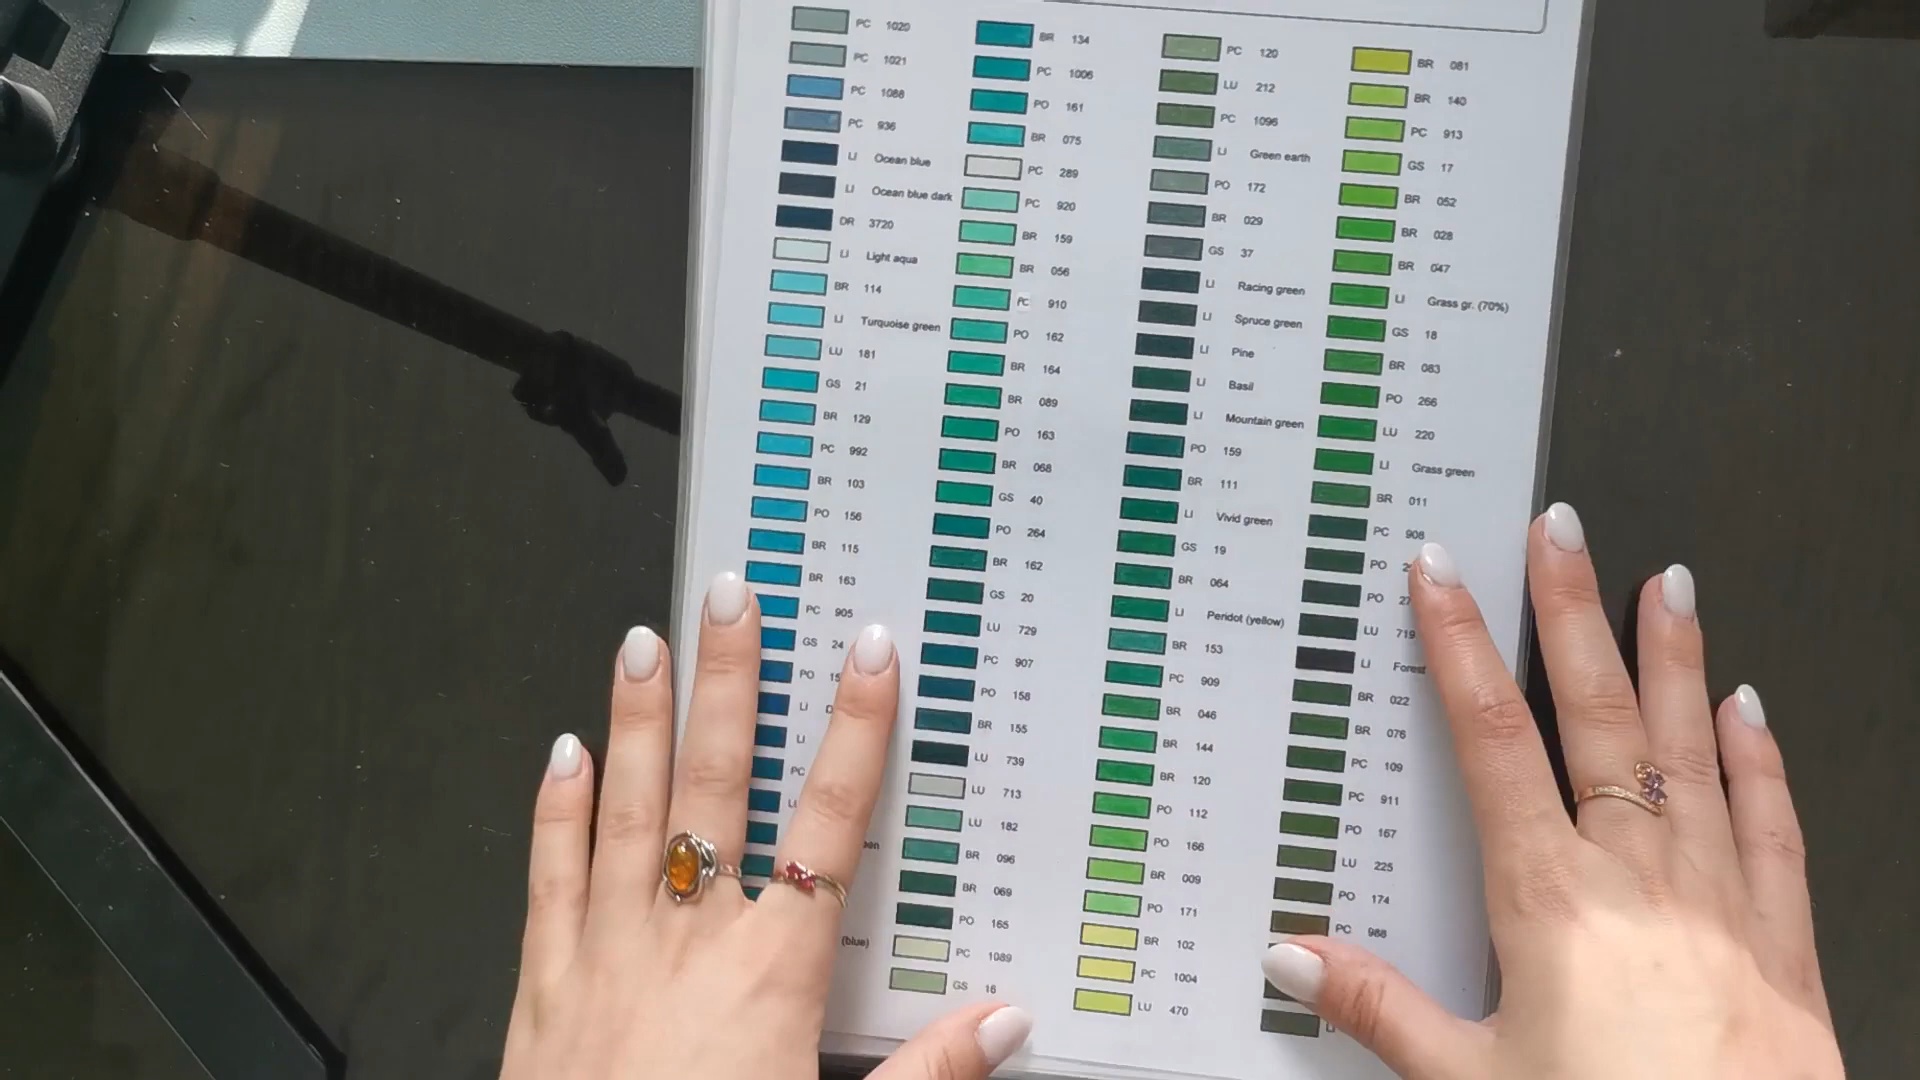 PC 1020
PC 1021
PC 1088
PC 936
LI Ocean blue
LI Ocean blue dark
DR 3720
LI Light aqua
BR 114
LI Turquoise green
LU 181
GS 21
BR 129
PC 992
BR 103
PO 156
BR 115
BR 163
PC 905
GS 24
PO
LI
LI
PC
LI
(blue)
BR 134
PC 1006
PO 161
BR 075
PC 289
PC 920
BR 159
BR 056
PC 910
PO 162
BR 164
BR 089
PO 163
BR 068
GS 40
PO 264
BR 162
GS 20
LU 729
PC 907
PO 158
BR 155
LU 739
LU 713
LU 182
BR 096
BR 069
PO 165
PC 1089
GS 16
PC 120
LU 212
PC 1096
LI Green earth
PO 172
BR 029
GS 37
LI Racing green
LI Spruce green
LI Pine
LI Basil
LI Mountain green
PO 159
BR 111
LI Vivid green
GS 19
BR 064
LI Peridot (yellow)
BR 153
PC 909
BR 046
BR 144
BR 120
PO 112
PO 166
BR 009
PO 171
BR 102
PC 1004
LU 470
BR 081
BR 140
PC 913
GS 17
BR 052
BR 028
BR 047
LI Grass gr. (70%)
GS 18
BR 083
PO 266
LU 220
LI Grass green
BR 011
PC 908
PO
PO
LU 719
LI Forest
BR 022
BR 076
PC 109
PC 911
PO 167
LU 225
PO 174
PC 988